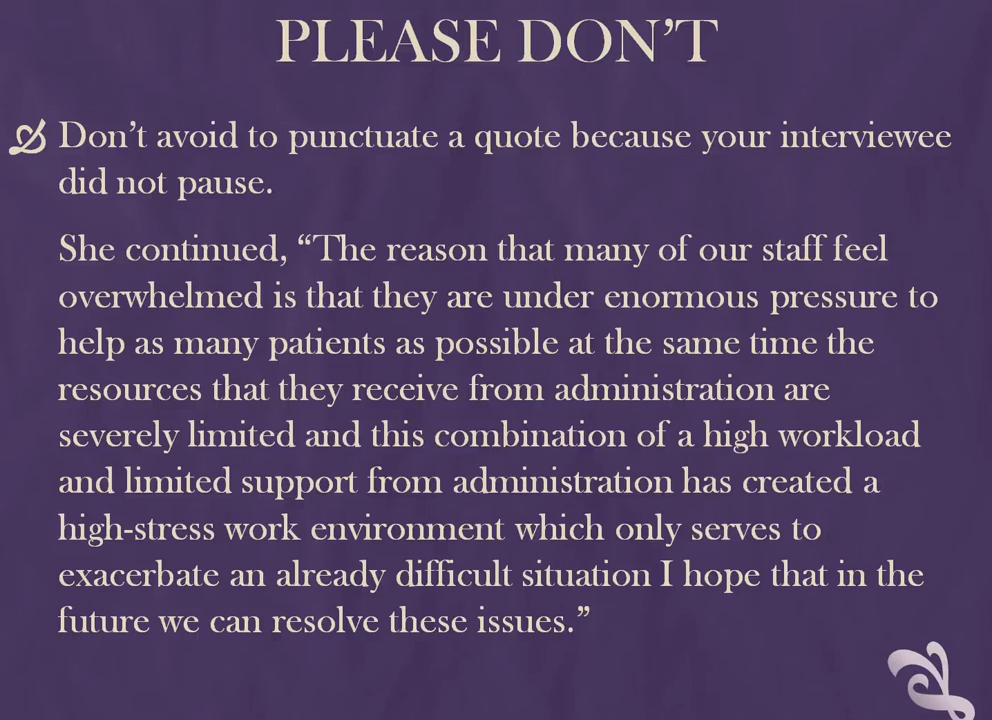 PLEASE DON’T
Don’t avoid to punctuate a quote because your interviewee
did not pause.
She continued, “The reason that many of our staff feel
overwhelmed is that they are under enormous pressure to
help as many patients as possible at the same time the
resources that they receive from administration are
severely limited and this combination of a high workload
and limited support from administration has created a
high-stress work environment which only serves to
exacerbate an already difficult situation I hope that in the
future we can resolve these issues.”